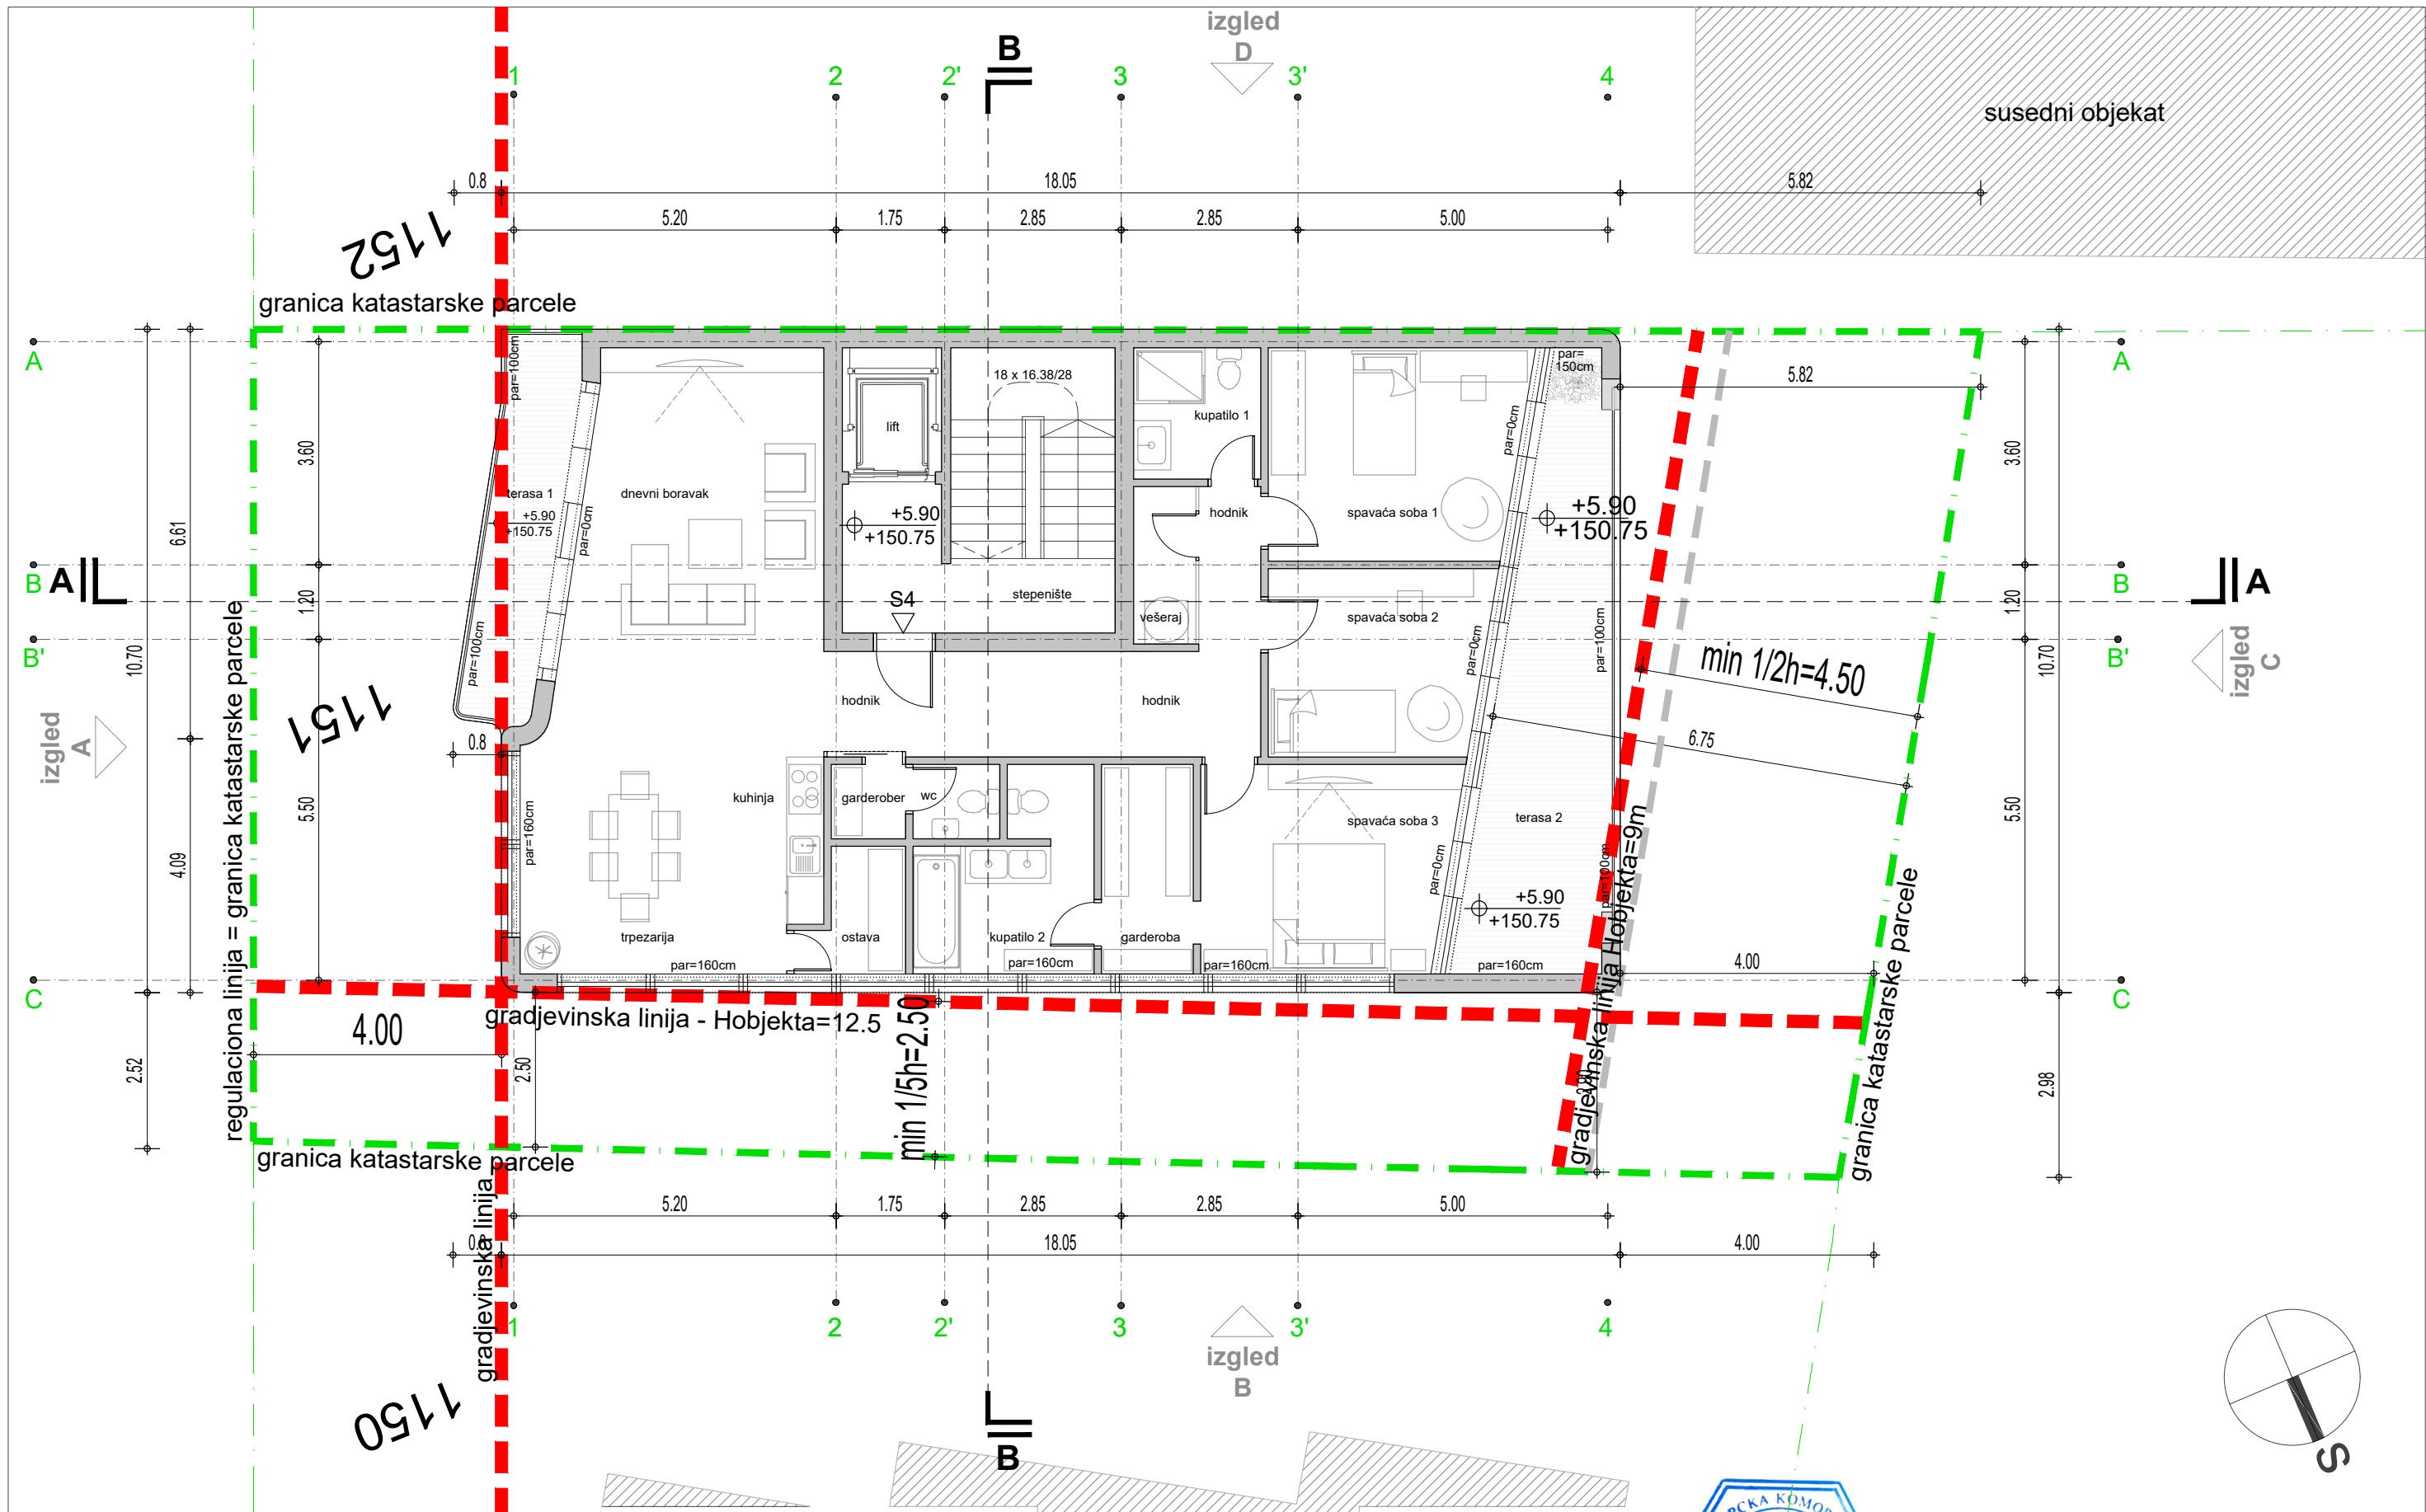 izgled
D
B
1
2
2'
3
3'
4
susedni objekat
0.8
18.05
5.82
5.20
1.75
2.85
2.85
5.00
1152
granica katastarske parcele
A
A
par=100cm
18 x 16.38/28
par=
150cm
5.82
kupatilo 1
lift
3.60
3.60
par=0cm
terasa 1
dnevni boravak
+5.90
+150.75
par=0cm
+5.90
+150.75
hodnik
spavaća soba 1
+5.90
+150.75
6.61
B
A
B
A
1.20
1.20
S4
stepenište
vešeraj
spavaća soba 2
par=0cm
par=100cm
par=100cm
B'
B'
10.70
10.70
izgled
C
min 1/2h=4.50
1151
hodnik
hodnik
izgled
A
0.8
6.75
regulaciona linija = granica katastarske parcele
5.50
5.50
4.09
par=160cm
kuhinja
garderober
wc
spavaća soba 3
terasa 2
par=0cm
par=100cm
+5.90
+150.75
trpezarija
ostava
kupatilo 2
garderoba
par=160cm
par=160cm
par=160cm
par=160cm
4.00
C
C
gradjevinska linija - Hobjekta=12.5
gradjevinska linija Hobjekta=9m
granica katastarske parcele
4.00
2.52
2.50
min 1/5h=2.50
2.98
granica katastarske parcele
gradjevinska linija
5.20
1.75
2.85
2.85
5.00
18.05
4.00
1
2
2'
3
3'
4
izgled
B
B
1150
S